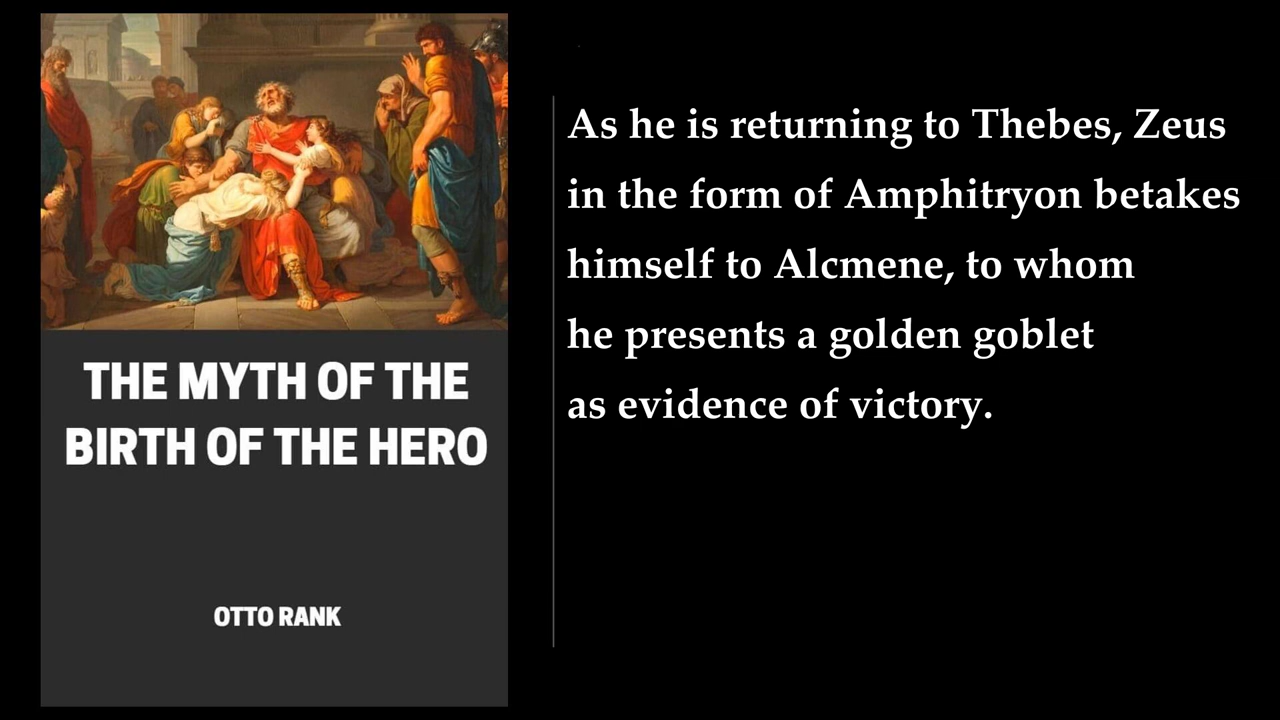 THE MYTH OF THE
BIRTH OF THE HERO
OTTO RANK
As he is returning to Thebes, Zeus
in the form of Amphitryon betakes
himself to Alcmene, to whom
he presents a golden goblet
as evidence of victory.